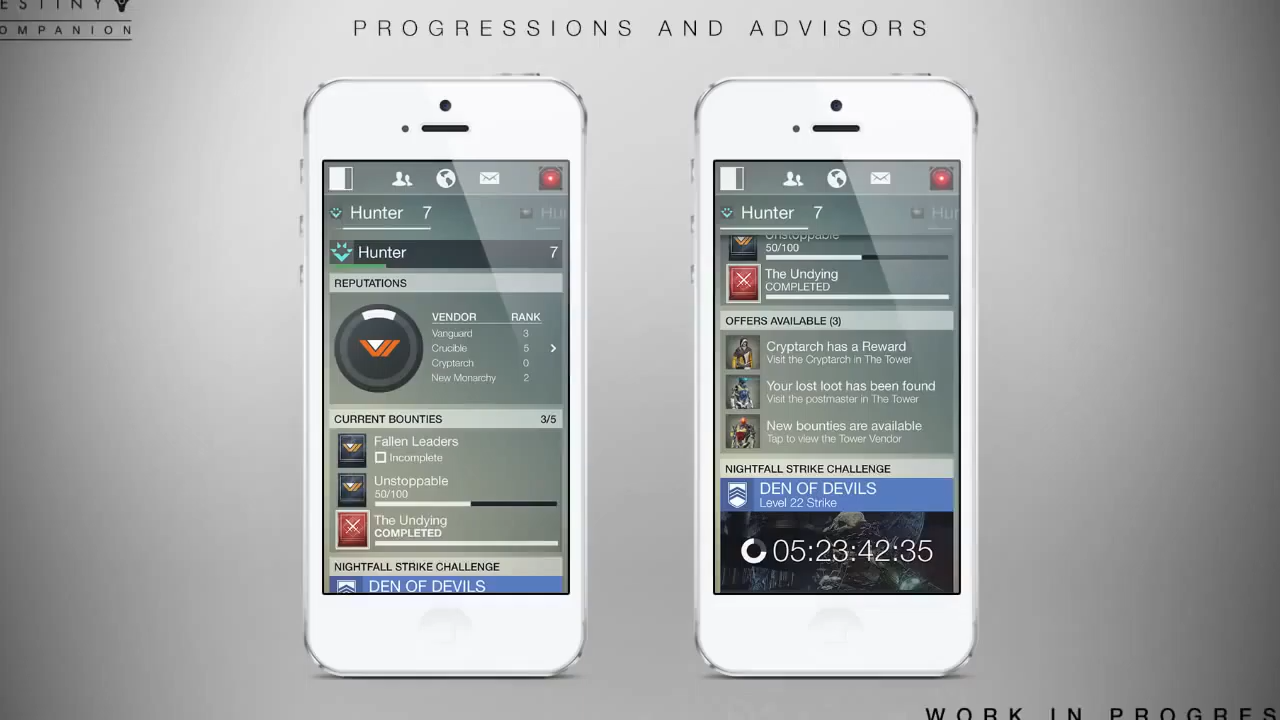 ESTINY
OMPANION
PROGRESSIONS AND ADVISORS
Hunter 7
Hunter 7
REPUTATIONS
VENDOR RANK
Vanguard 3
Crucible 5
Cryptarch 0
New Monarchy 2
CURRENT BOUNTIES 3/5
Fallen Leaders
Incomplete
Unstoppable
50/100
The Undying
COMPLETED
NIGHTFALL STRIKE CHALLENGE
DEN OF DEVILS
Hunter 7
Unstoppable
50/100
The Undying
COMPLETED
OFFERS AVAILABLE (3)
Cryptarch has a Reward
Visit the Cryptarch in The Tower
Your lost loot has been found
Visit the postmaster in The Tower
New bounties are available
Tap to view the Tower Vendor
NIGHTFALL STRIKE CHALLENGE
DEN OF DEVILS
Level 22 Strike
05:23:42:35
WORK IN PROGRES